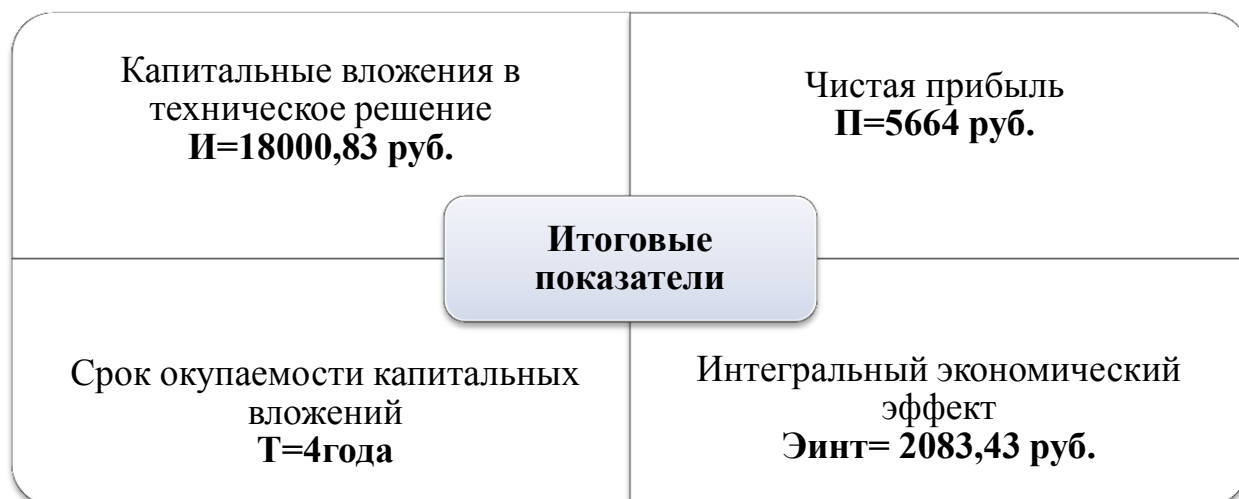 Капитальные вложения в
техническое решение
И=18000,83 руб.
Чистая прибыль
П=5664 руб.
Итоговые
показатели
Срок окупаемости капитальных
вложений
Т=4года
Интегральный экономический
эффект
Эинт= 2083,43 руб.